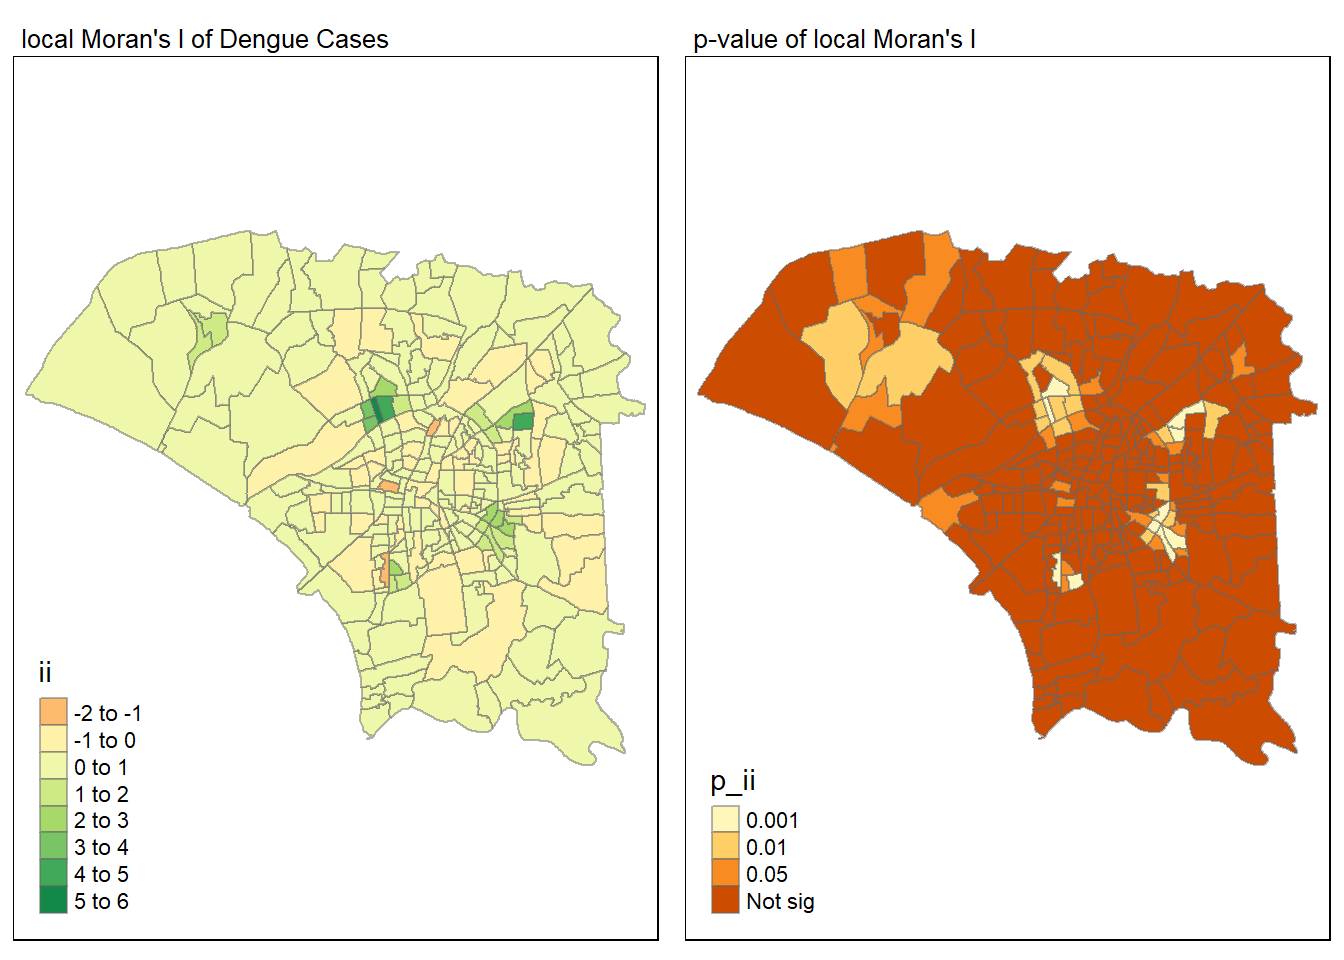 local Moran's I of Dengue Cases
ii
-2 to -1
-1 to 0
0 to 1
1 to 2
2 to 3
3 to 4
4 to 5
5 to 6
p-value of local Moran's I
p_ii
0.001
0.01
0.05
Not sig